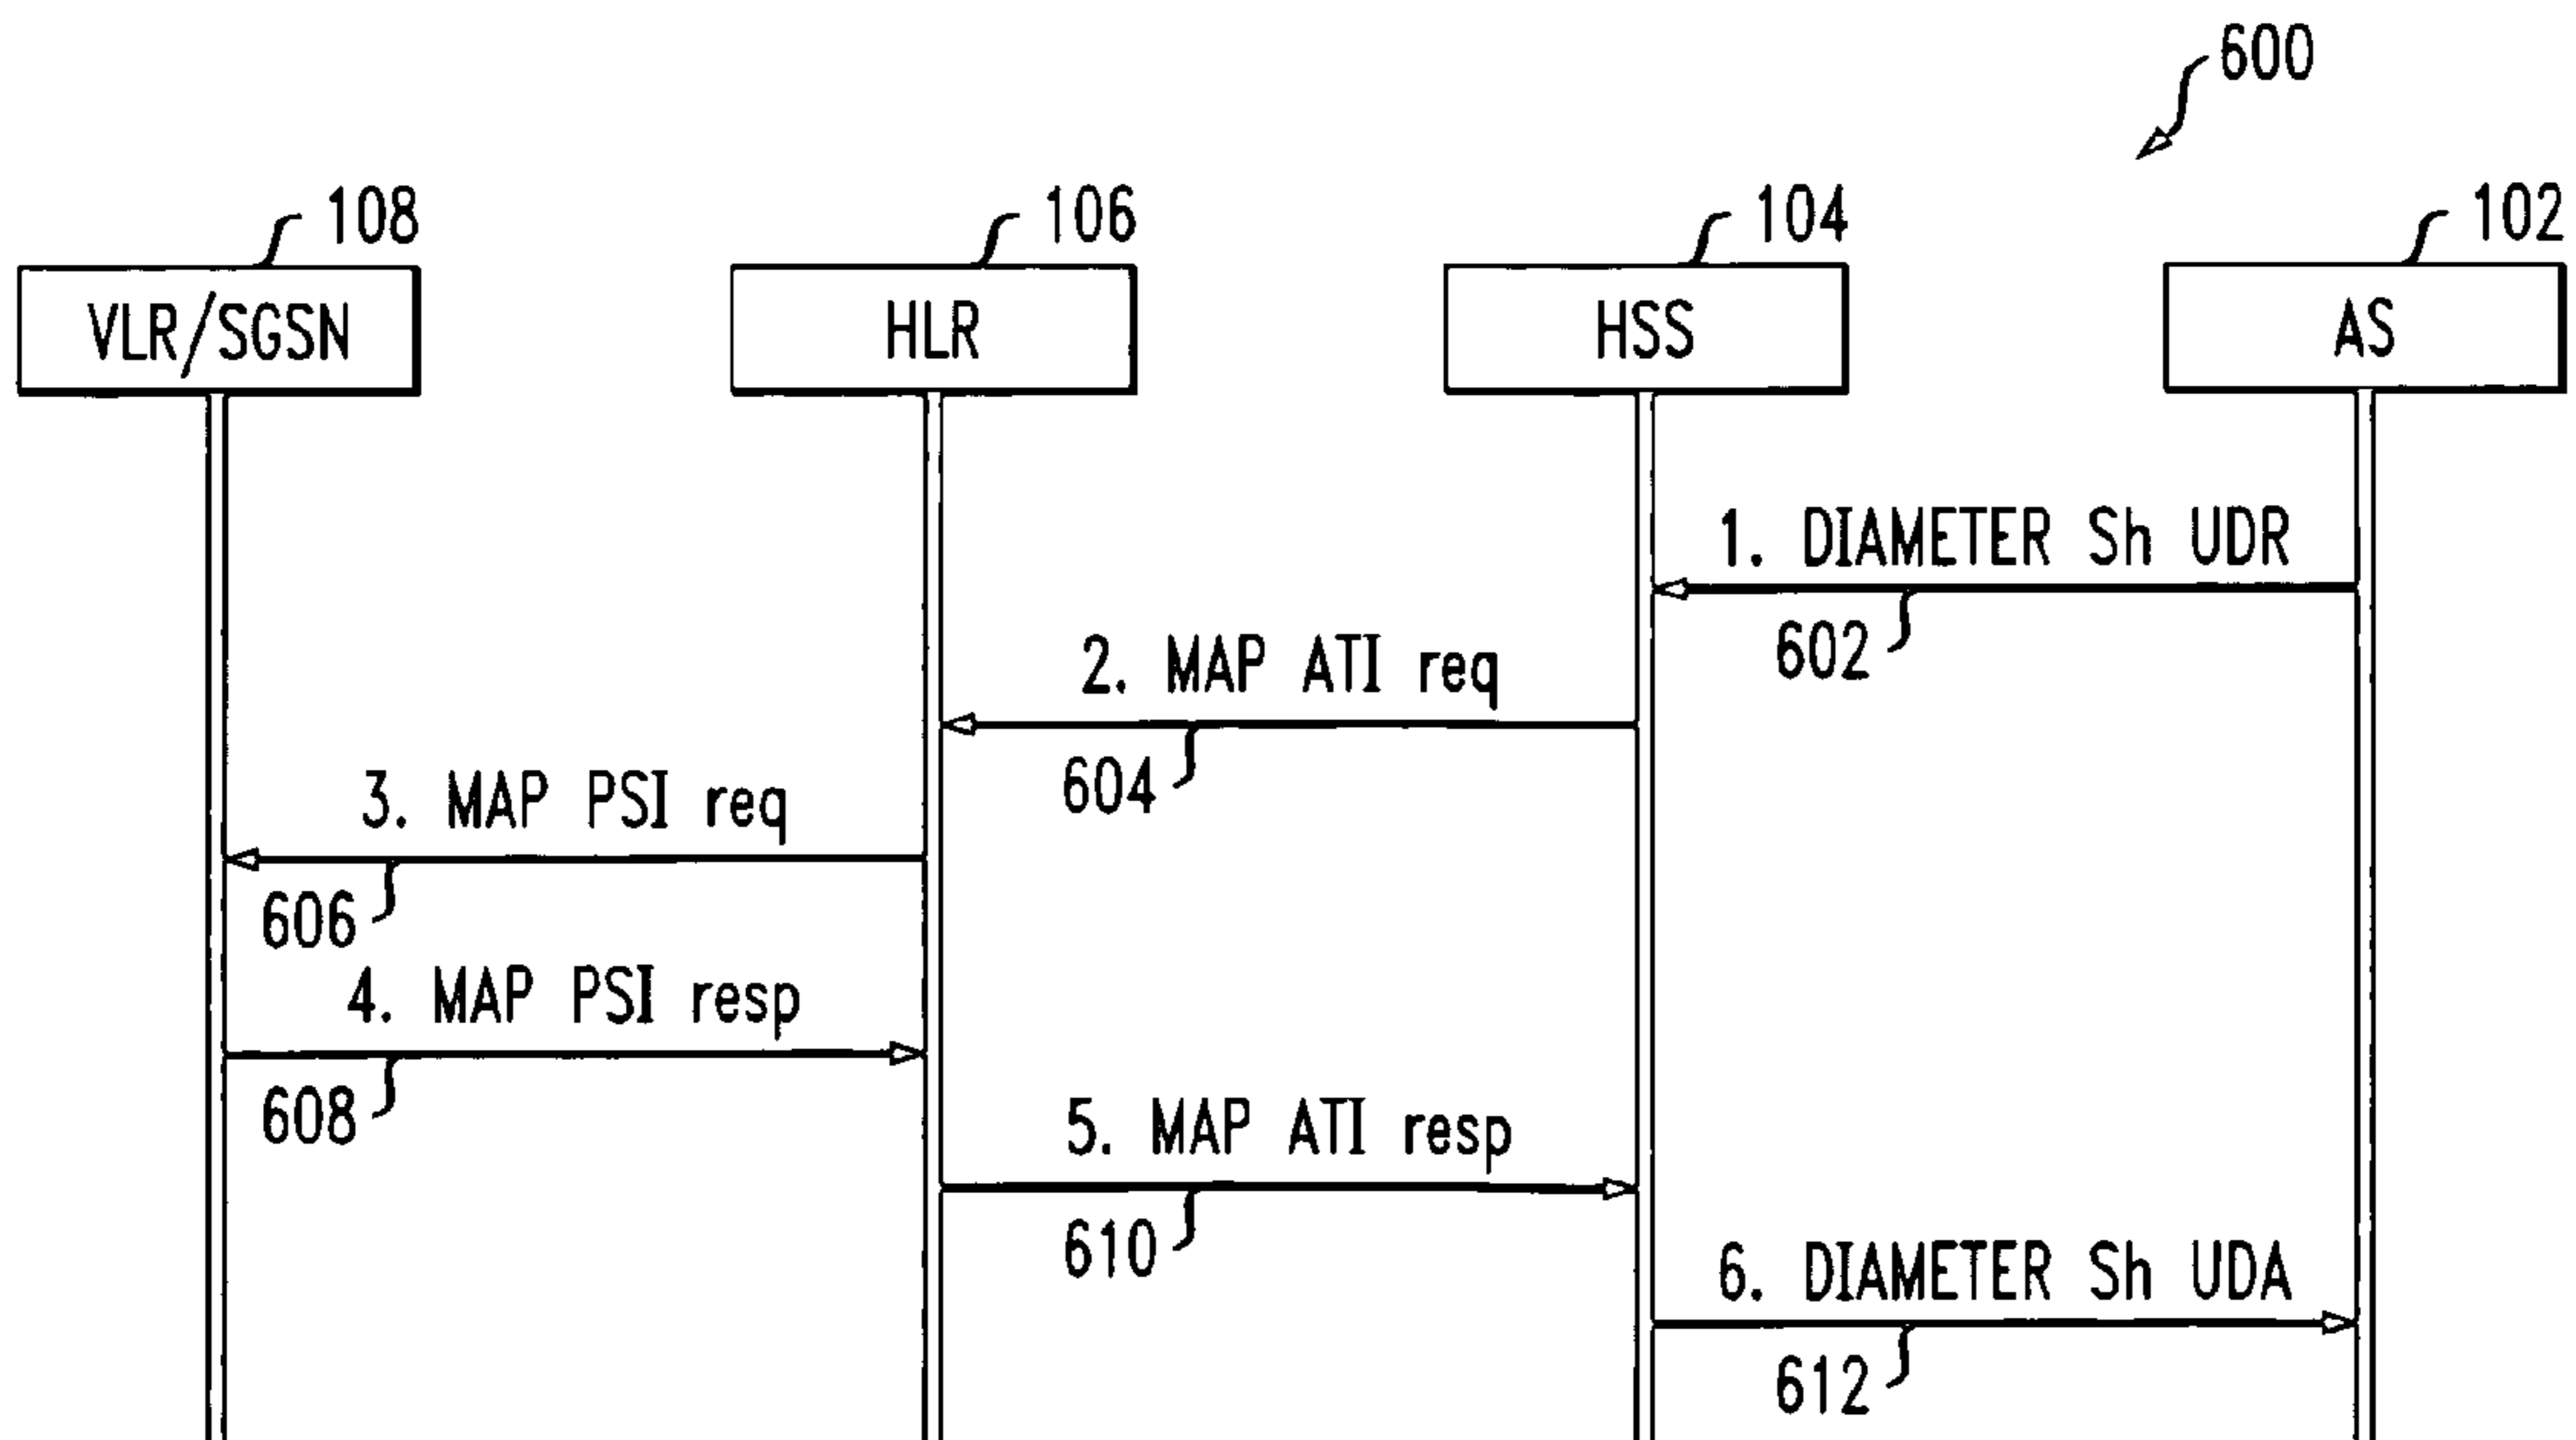 600
108
106
104
102
VLR/SGSN
HLR
HSS
AS
1. DIAMETER Sh UDR
602
2. MAP ATI req
604
3. MAP PSI req
606
4. MAP PSI resp
608
5. MAP ATI resp
610
6. DIAMETER Sh UDA
612